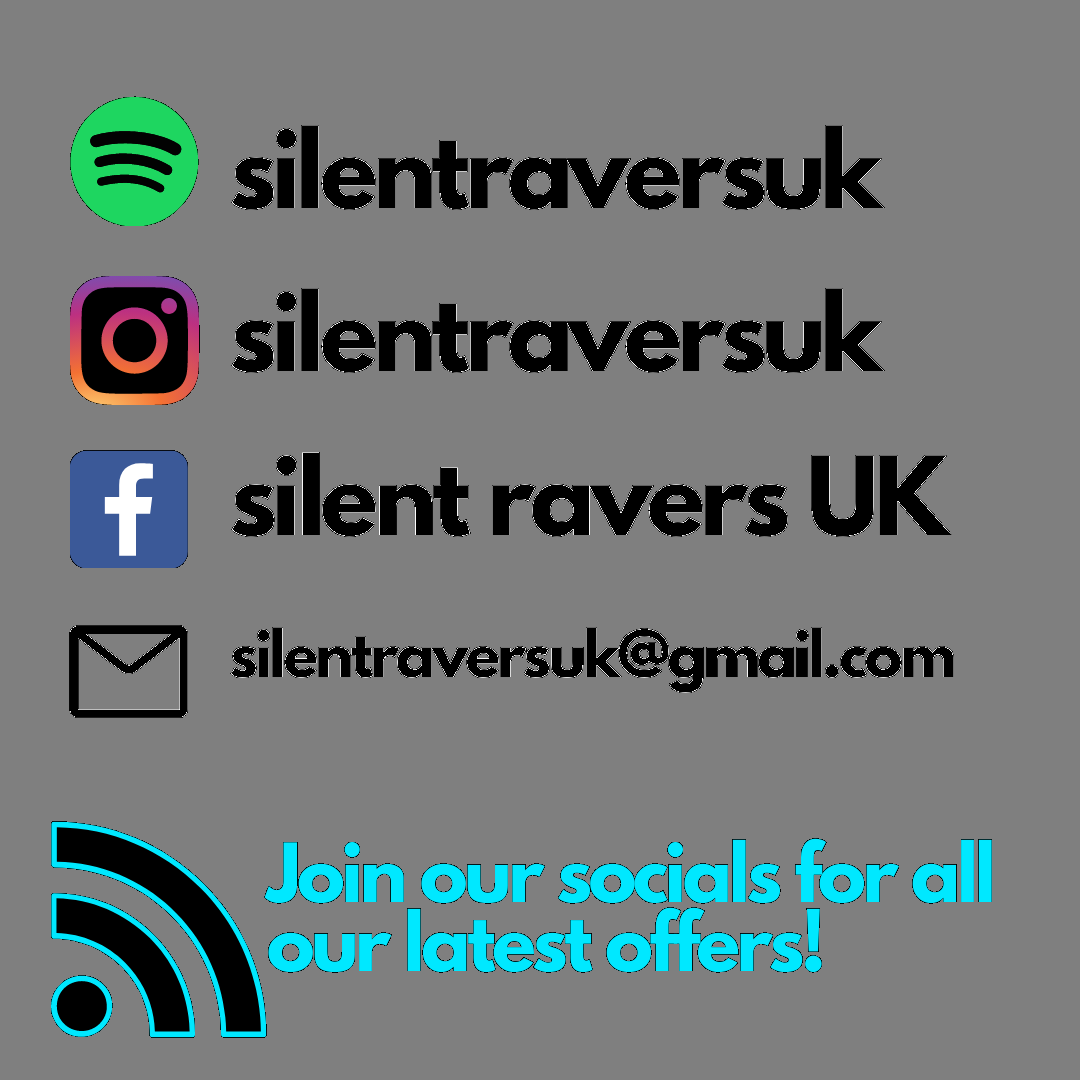 silentraversuk
silentraversuk
silent ravers UK
silentraversuk@gmail.com
Join our socials for all
our latest offers!